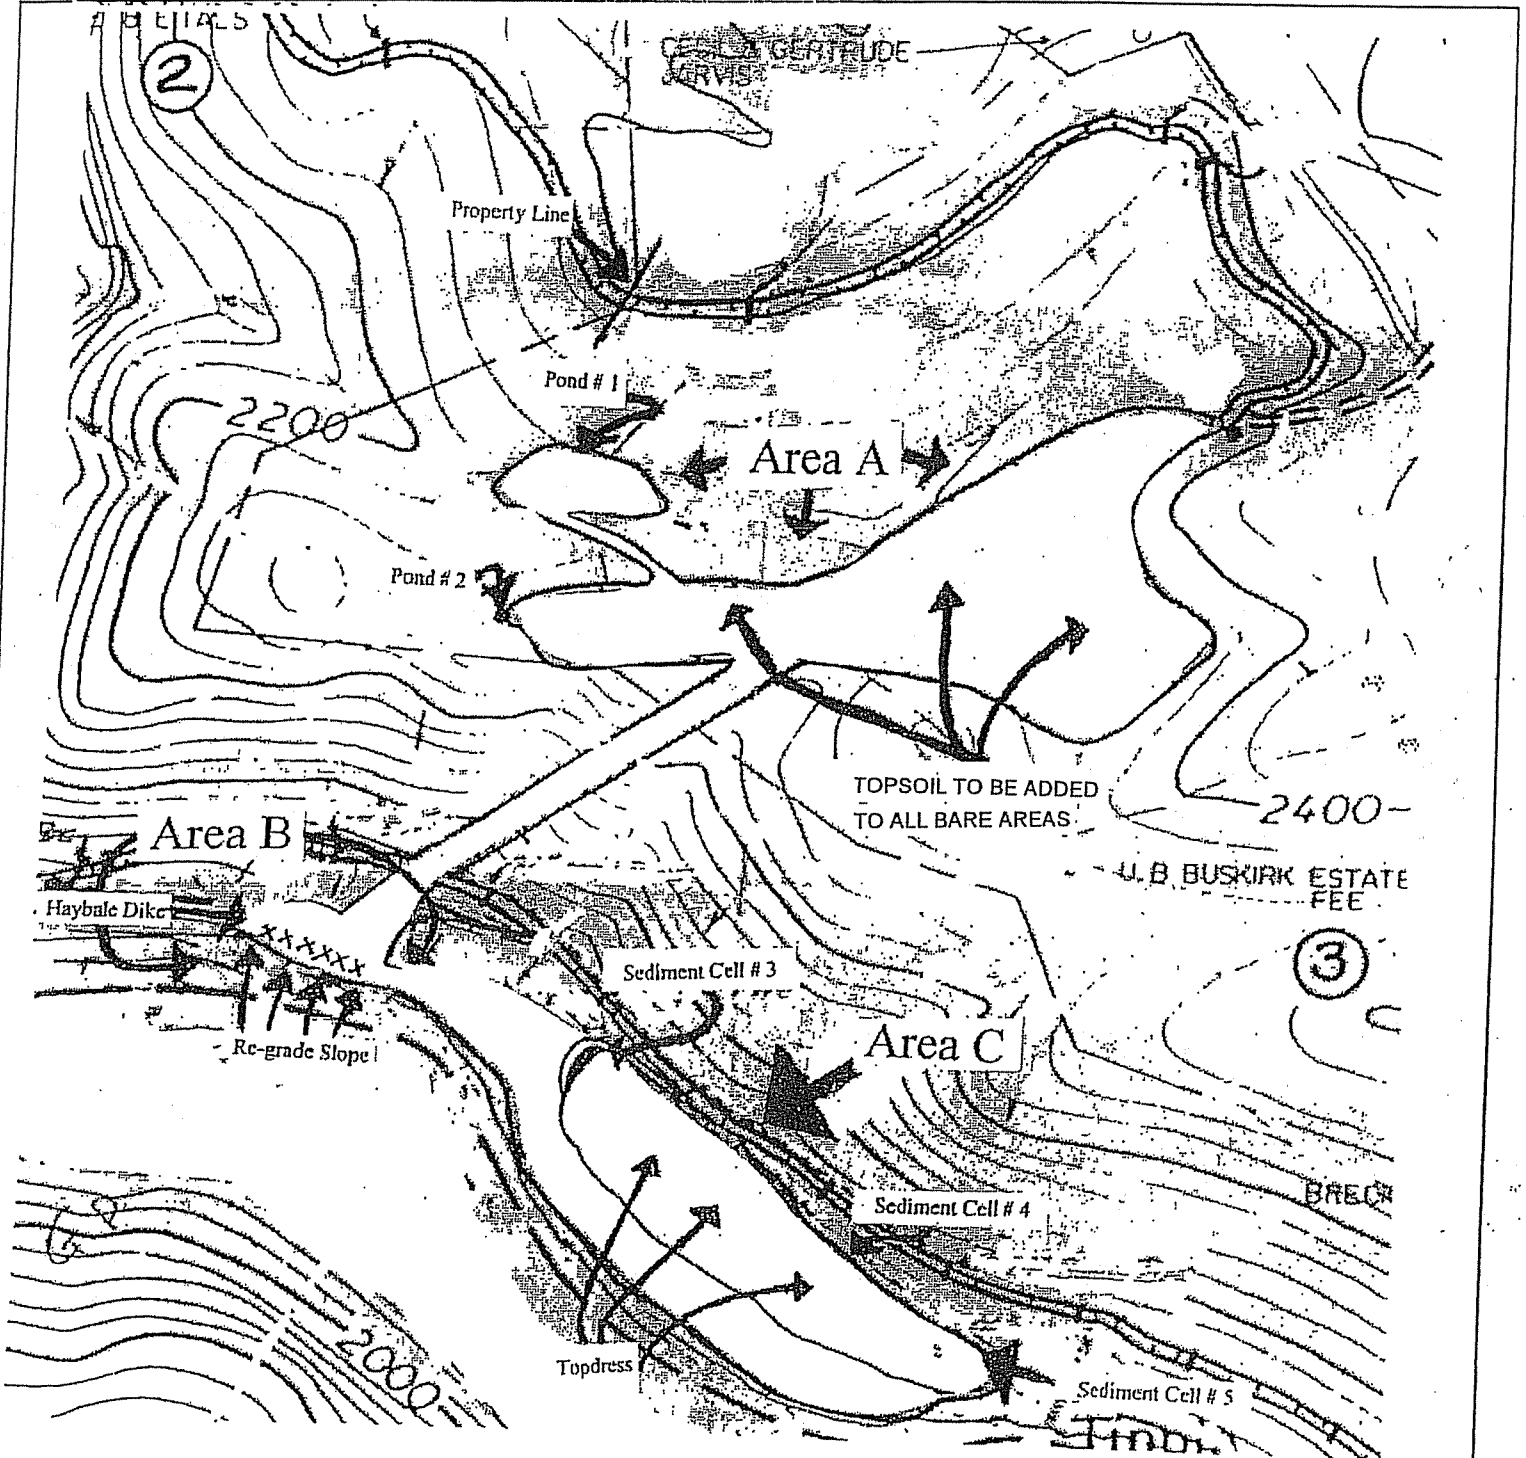 2
GERTRUDE
Property Line
Pond # 1
2200
Area A
Pond # 2
TOPSOIL TO BE ADDED
TO ALL BARE AREAS
2400
Area B
U.B. BUSKIRK ESTATE
FEE
Haybale Dike
xxxxxxx
3
Sediment Cell # 3
Re-grade Slope
Area C
Sediment Cell # 4
2000
Topdress
Sediment Cell # 5